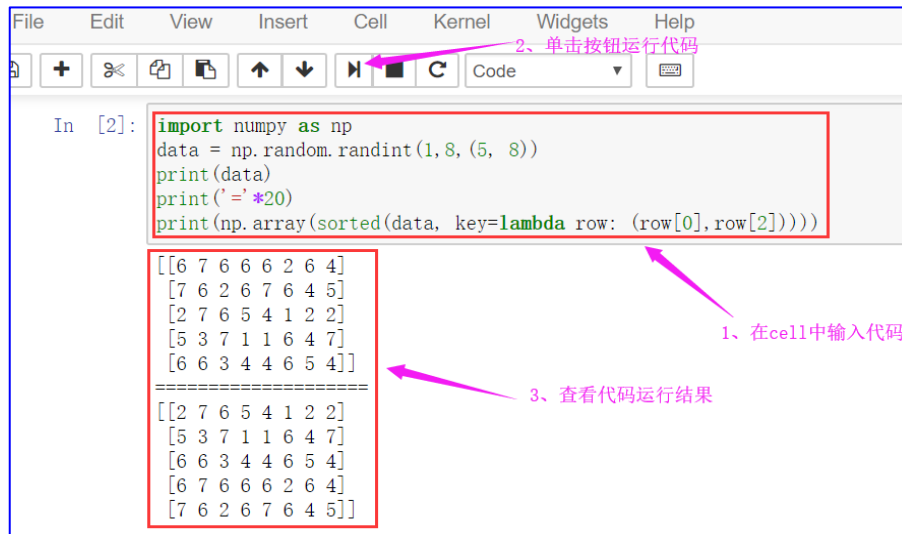 File Edit View Insert Cell Kernel Widgets Help
2、单击按钮运行代码
Code
In [2]: import numpy as np
data = np.random.randint(1,8,(5, 8))
print(data)
print('='*20)
print(np.array(sorted(data, key=lambda row: (row[0],row[2]))))
[[6 7 6 6 6 2 6 4]
[7 6 2 6 7 6 4 5]
[2 7 6 5 4 1 2 2]
[5 3 7 1 1 6 4 7]
[6 6 3 4 4 6 5 4]]
====================
[[2 7 6 5 4 1 2 2]
[5 3 7 1 1 6 4 7]
[6 6 3 4 4 6 5 4]
[6 7 6 6 6 2 6 4]
[7 6 2 6 7 6 4 5]]
1、在cell中输入代码
3、查看代码运行结果